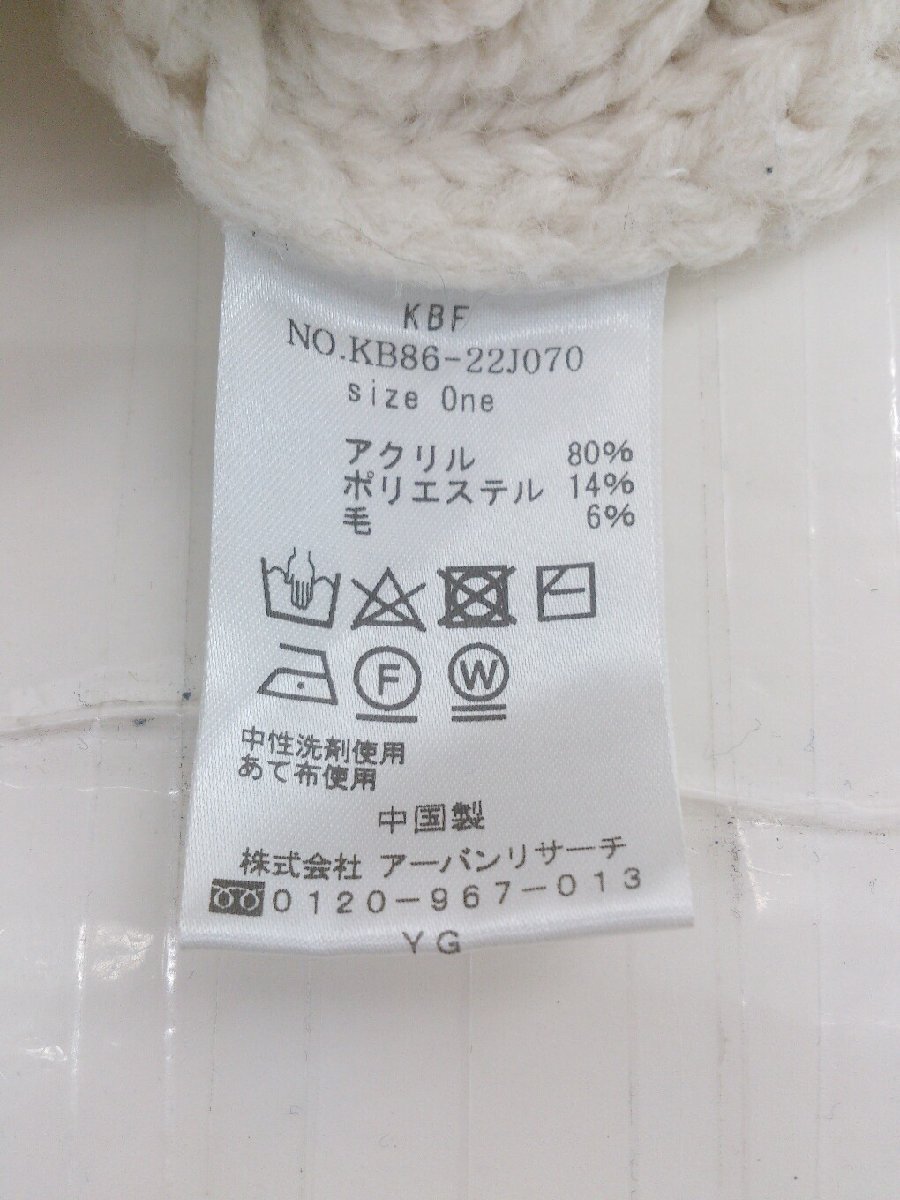 KBF
NO.KB86-22J070
size One
アクリル 80%
ポリエステル 14%
毛 6%
F W
中性洗剤使用
あて布使用
中国製
株式会社 アーバンリサーチ
0120-967-013
YG